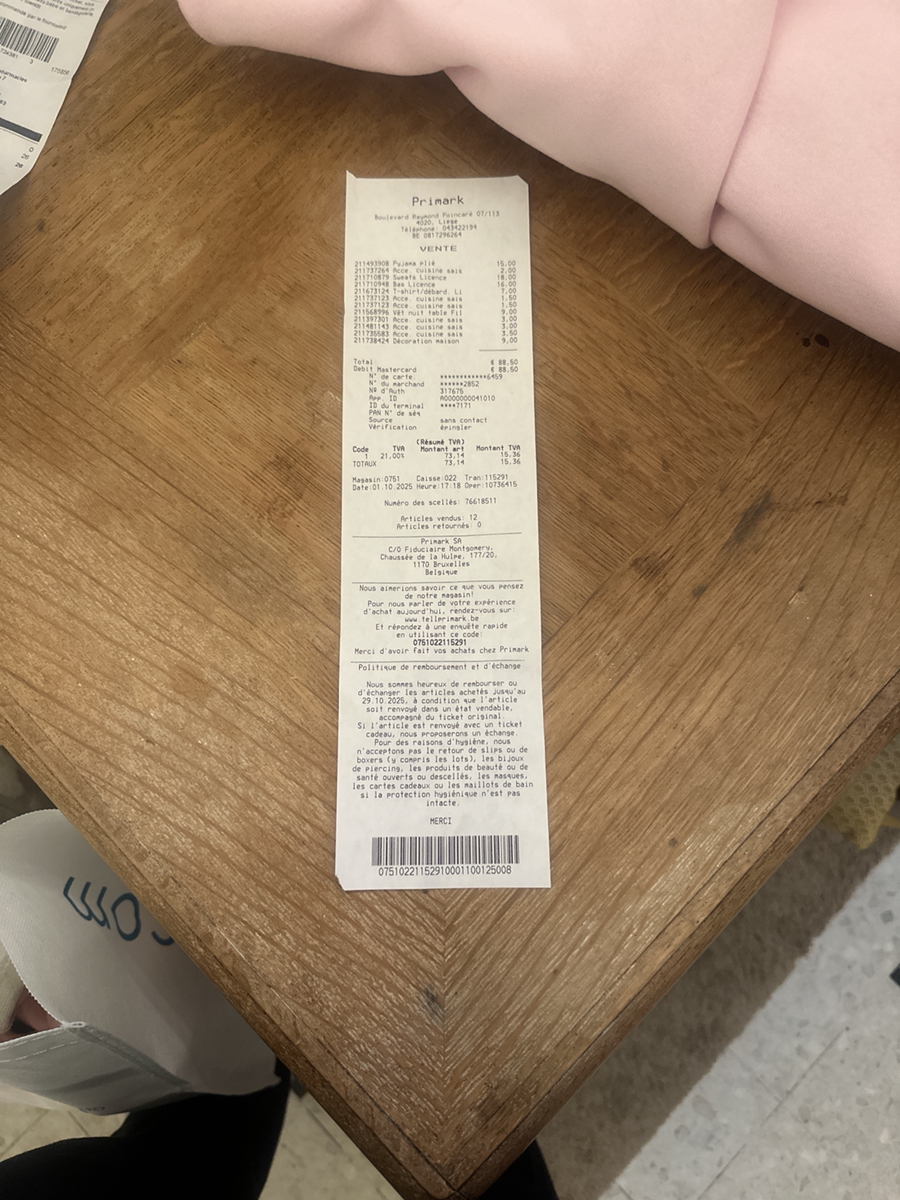 Primark
Boulevard Raymond Poincaré 07/113
4020, Liege
Téléphone: 043422194
BE 0817296264
VENTE
211493908 Pyjama plié 15,00
211737264 Acce. cuisine sais 2,00
211710879 Sweats Licence 18,00
211710948 Bas Licence 16,00
211673124 T-shirt/débard. Li 7,00
211737123 Acce. cuisine sais 1,50
211737123 Acce. cuisine sais 1,50
211568996 Vêt nuit table Fil 9,00
211397301 Acce. cuisine sais 3,00
211481143 Acce. cuisine sais 3,00
211735583 Acce. cuisine sais 3,50
211738424 Décoration maison 9,00
Total € 88,50
Debit Mastercard € 88,50
N° de carte ************6459
N° du marchand ******2852
Nº d'Auth 317675
App. ID A0000000041010
ID du terminal ****7171
PAN N° de séq
Source sans contact
Vérification épingler
(Résumé TVA)
Code TVA Montant art Montant TVA
1 21,00% 73,14 15,36
TOTAUX 73,14 15,36
Magasin:0751 Caisse:022 Tran:115291
Date:01.10.2025 Heure:17:18 Oper:10736415
Numéro des scellés: 76618511
Articles vendus: 12
Articles retournés: 0
Primark SA
C/O Fiduciaire Montgomery,
Chaussée de la Hulpe, 177/20,
1170 Bruxelles
Belgique
Nous aimerions savoir ce que vous pensez
de notre magasin!
Pour nous parler de votre expérience
d'achat aujourd'hui, rendez-vous sur:
www.tellprimark.be
Et répondez à une enquête rapide
en utilisant ce code:
0751022115291
Merci d'avoir fait vos achats chez Primark
Politique de remboursement et d'échange
Nous sommes heureux de rembourser ou
d'échanger les articles achetés jusqu'au
29.10.2025, à condition que l'article
soit renvoyé dans un état vendable,
accompagné du ticket original.
Si l'article est renvoyé avec un ticket
cadeau, nous proposerons un échange.
Pour des raisons d'hygiène, nous
n'acceptons pas le retour de slips ou de
boxers (y compris les lots), les bijoux
de piercing, les produits de beauté ou de
santé ouverts ou descellés, les masques,
les cartes cadeaux ou les maillots de bain
si la protection hygiénique n'est pas
intacte.
MERCI
07510221152910001100125008